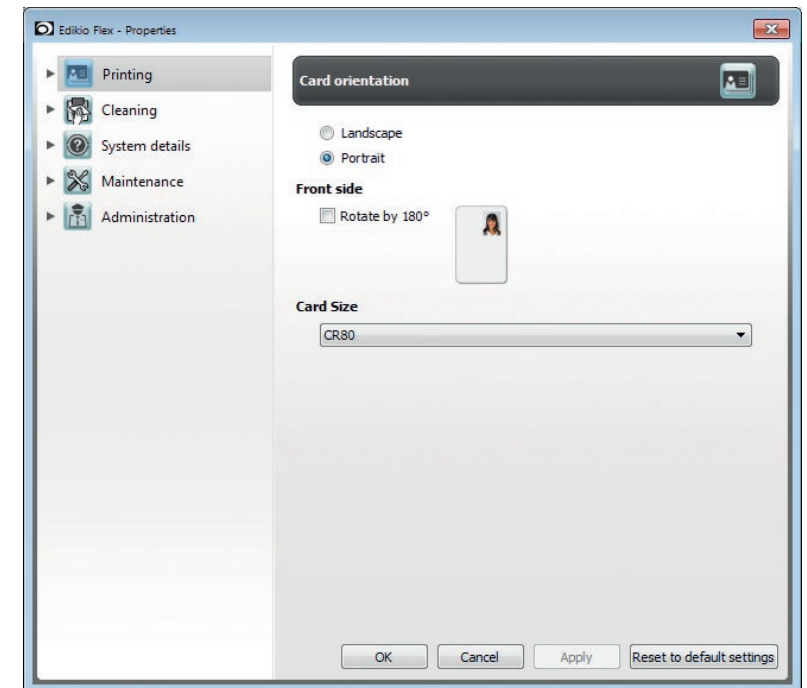 Edikio Flex - Properties
Printing
Cleaning
System details
Maintenance
Administration
Card orientation
Landscape
Portrait
Front side
Rotate by 180°
Card Size
CR80
OK Cancel Apply Reset to default settings